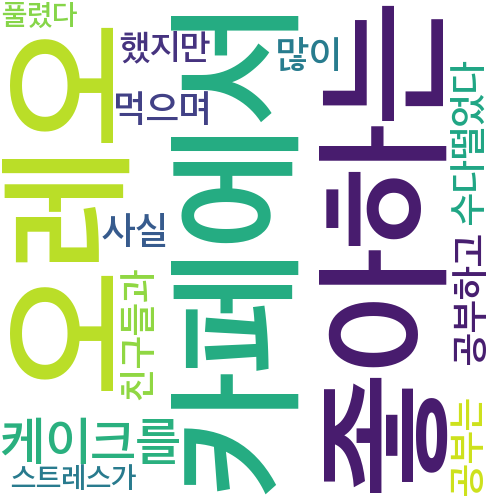 풀렸다
오레오
했지만
먹으며
사실
친구들과
케이크를
스트레스가
카페에서
많이
좋아하는
수다떨었다
공부하고
공부는